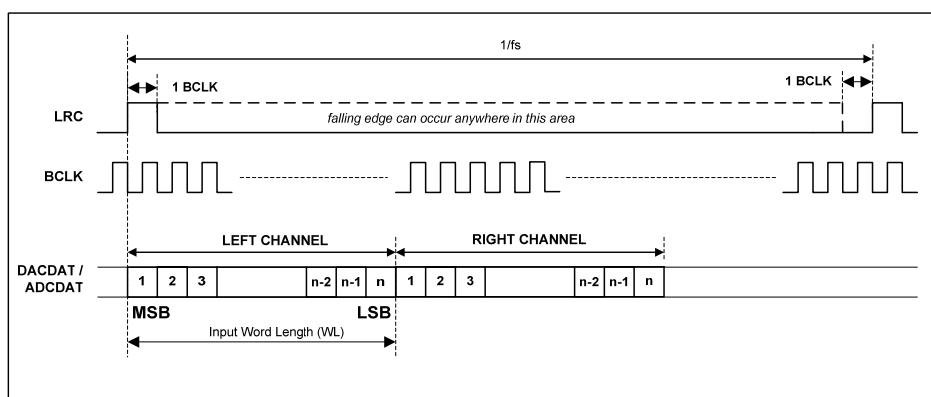 1/fs
1 BCLK
1 BCLK
LRC
falling edge can occur anywhere in this area
BCLK
LEFT CHANNEL
RIGHT CHANNEL
DACDAT /
ADCDAT
1 2 3 n-2 n-1 n 1 2 3 n-2 n-1 n
MSB
LSB
Input Word Length (WL)